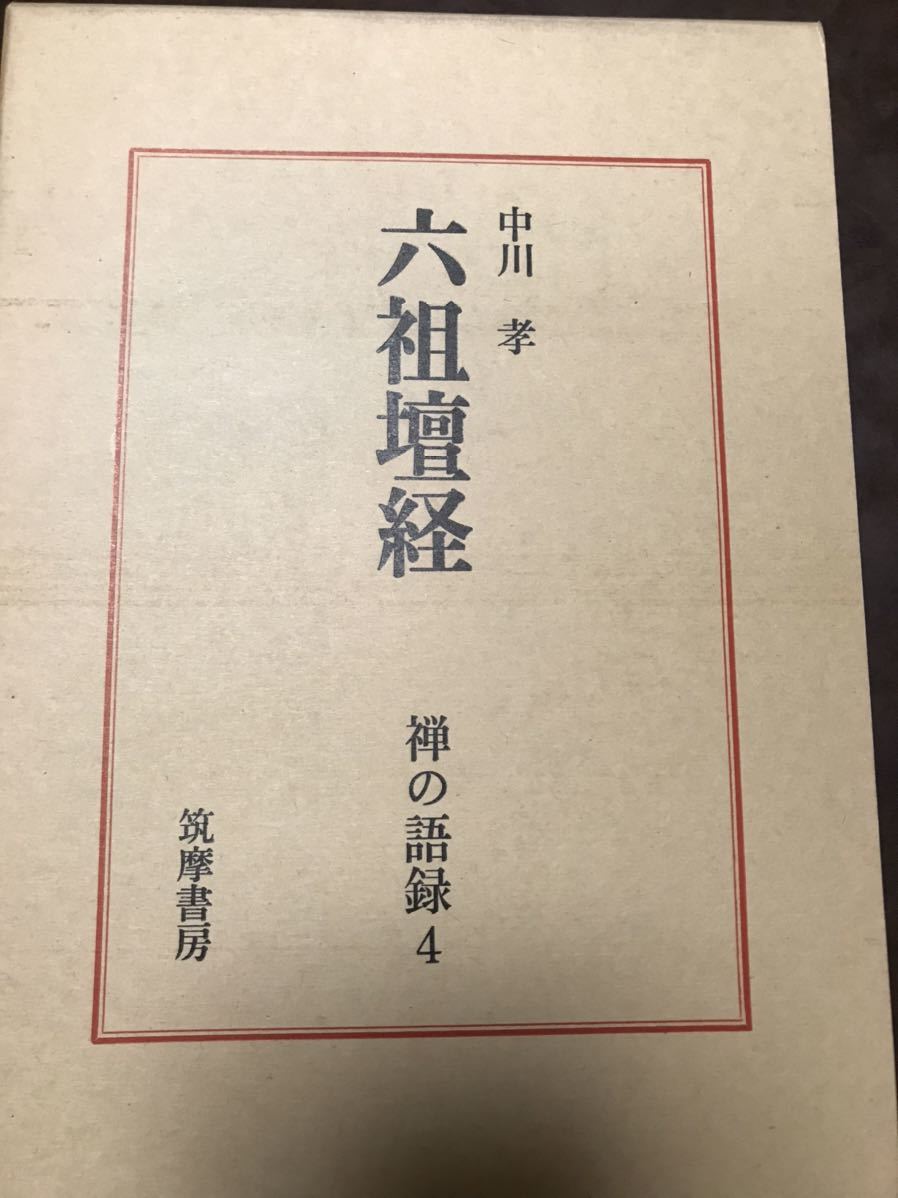 中川 孝
六祖壇経
禅の語録 4
筑摩書房